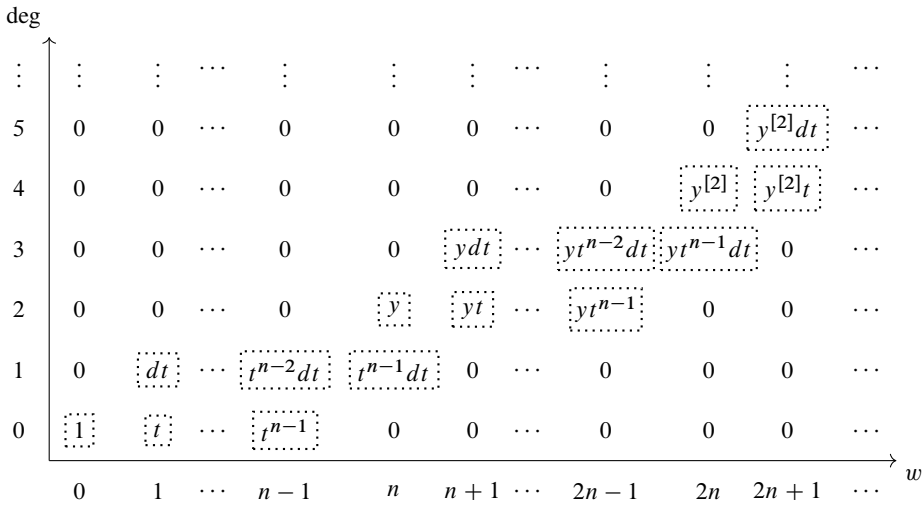 deg
⋮ ⋮ ⋮ ⋯ ⋮ ⋮ ⋮ ⋯ ⋮ ⋮ ⋮ ⋯
5 0 0 ⋯ 0 0 0 ⋯ 0 0 y^{[2]}dt ⋯
4 0 0 ⋯ 0 0 0 ⋯ 0 y^{[2]} y^{[2]}t ⋯
3 0 0 ⋯ 0 0 ydt ⋯ yt^{n−2}dt yt^{n−1}dt 0 ⋯
2 0 0 ⋯ 0 y yt ⋯ yt^{n−1} 0 0 ⋯
1 0 dt ⋯ t^{n−2}dt t^{n−1}dt 0 ⋯ 0 0 0 ⋯
0 1 t ⋯ t^{n−1} 0 0 ⋯ 0 0 0 ⋯
w
0 1 ⋯ n − 1 n n + 1 ⋯ 2n − 1 2n 2n + 1 ⋯